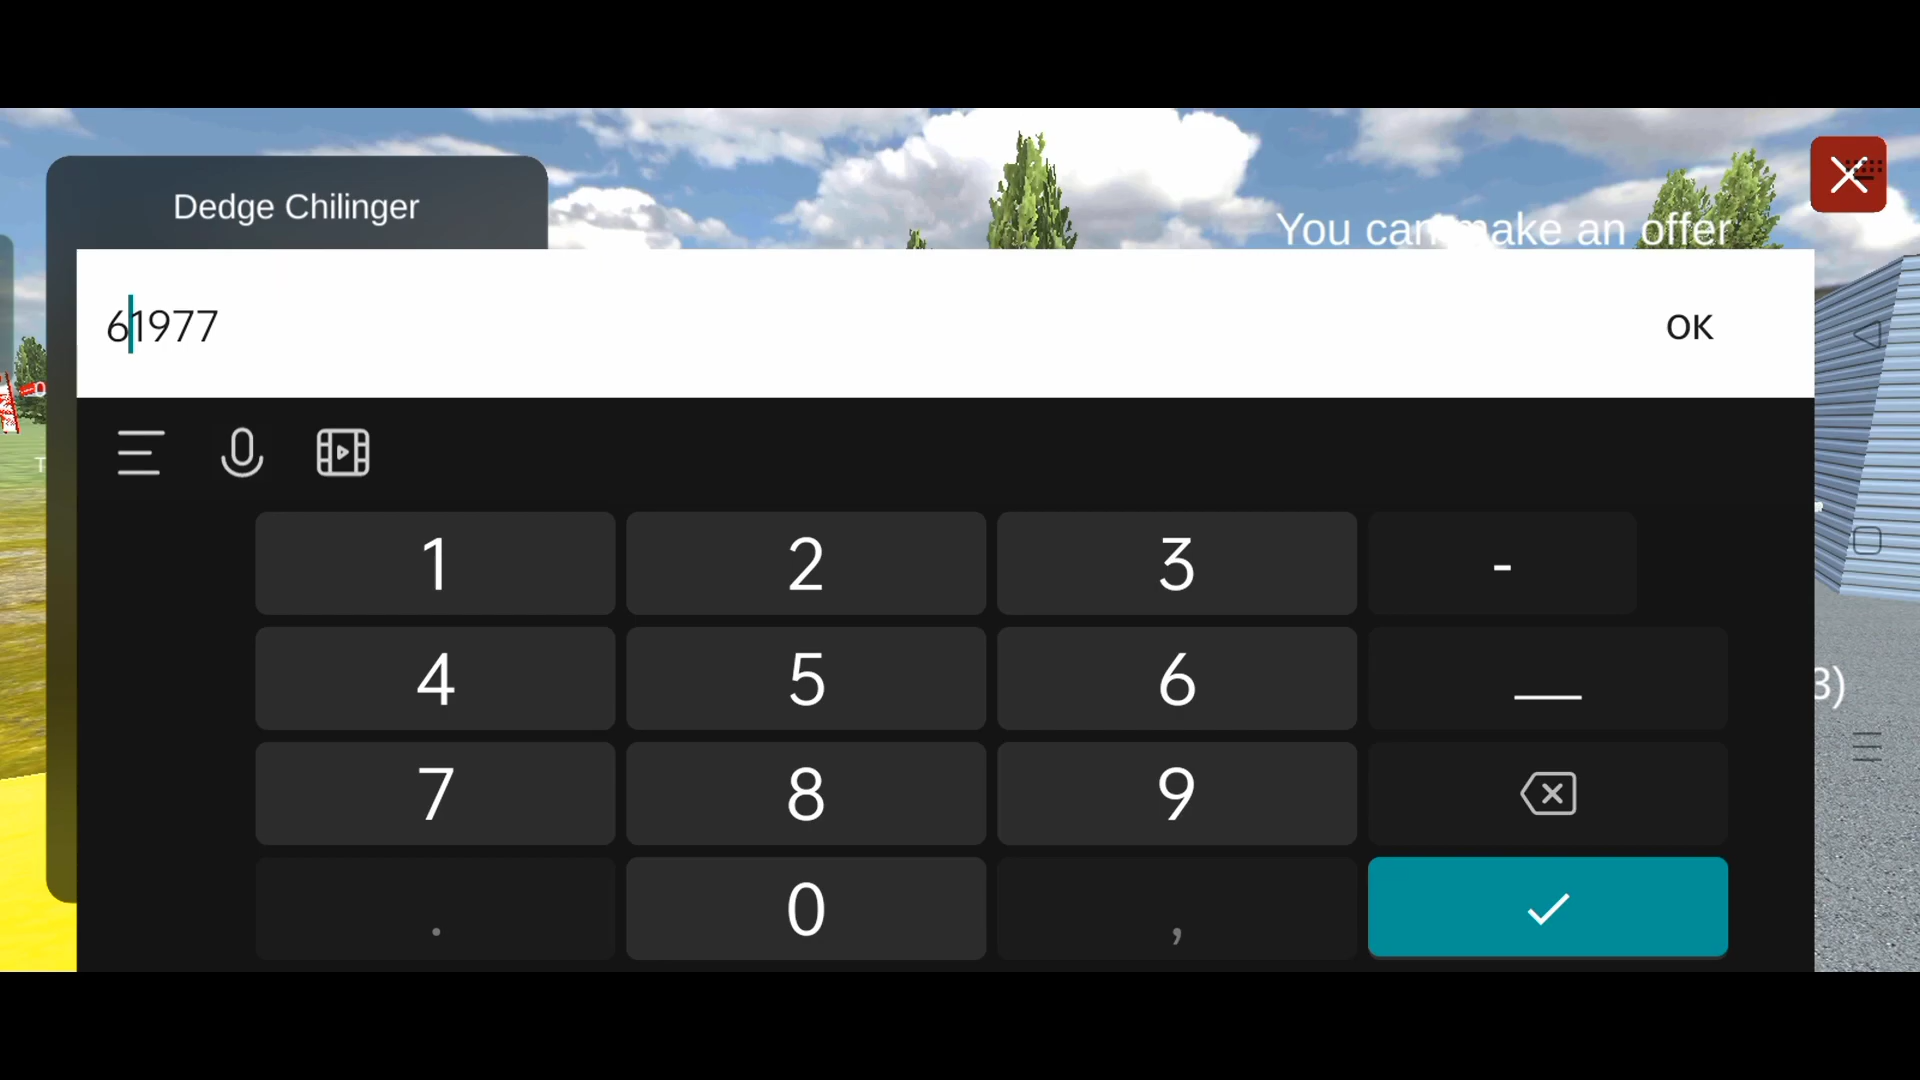 Dedge Chilinger
You can make an offer
61977
OK
1 2 3 -
4 5 6
3)
7 8 9
. 0 ,